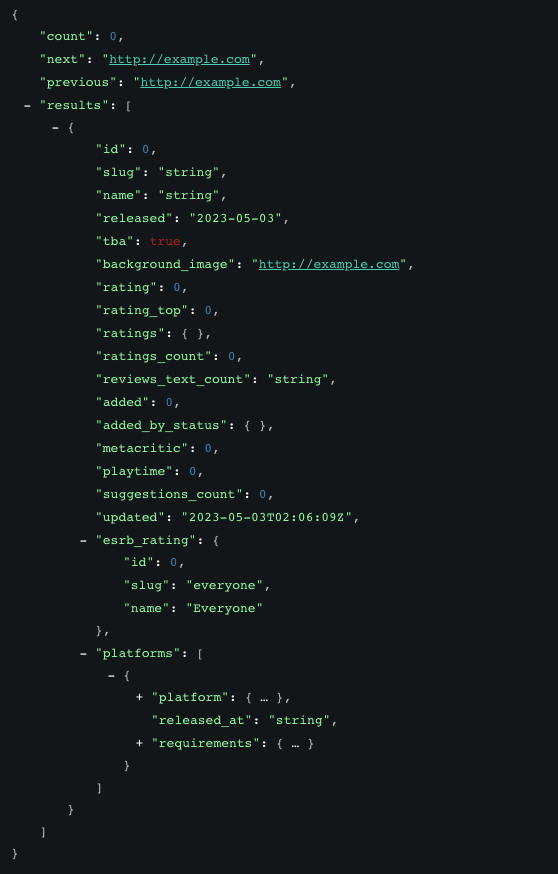 {
"count": 0,
"next": "http://example.com",
"previous": "http://example.com",
– "results": [
– {
"id": 0,
"slug": "string",
"name": "string",
"released": "2023-05-03",
"tba": true,
"background_image": "http://example.com",
"rating": 0,
"rating_top": 0,
"ratings": { },
"ratings_count": 0,
"reviews_text_count": "string",
"added": 0,
"added_by_status": { },
"metacritic": 0,
"playtime": 0,
"suggestions_count": 0,
"updated": "2023-05-03T02:06:09Z",
– "esrb_rating": {
"id": 0,
"slug": "everyone",
"name": "Everyone"
},
– "platforms": [
– {
+ "platform": { … },
"released_at": "string",
+ "requirements": { … }
}
]
}
]
}